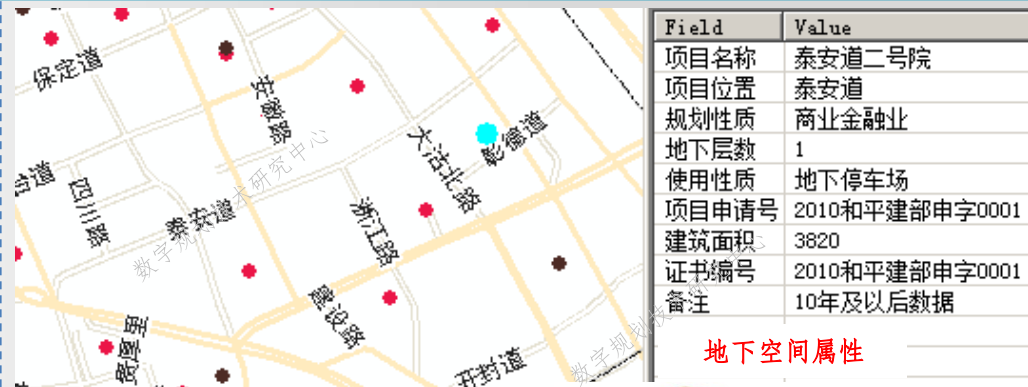 保定道
安徽路
大沽北路
彰德道
四川路
泰安道
浙江路
建设路
贵厚里
开封道
数字规划技术研究中心
数字规划技术研究中心
Field Value
项目名称 泰安道二号院
项目位置 泰安道
规划性质 商业金融业
地下层数 1
使用性质 地下停车场
项目申请号 2010和平建部申字0001
建筑面积 3820
证书编号 2010和平建部申字0001
备注 10年及以后数据
地下空间属性